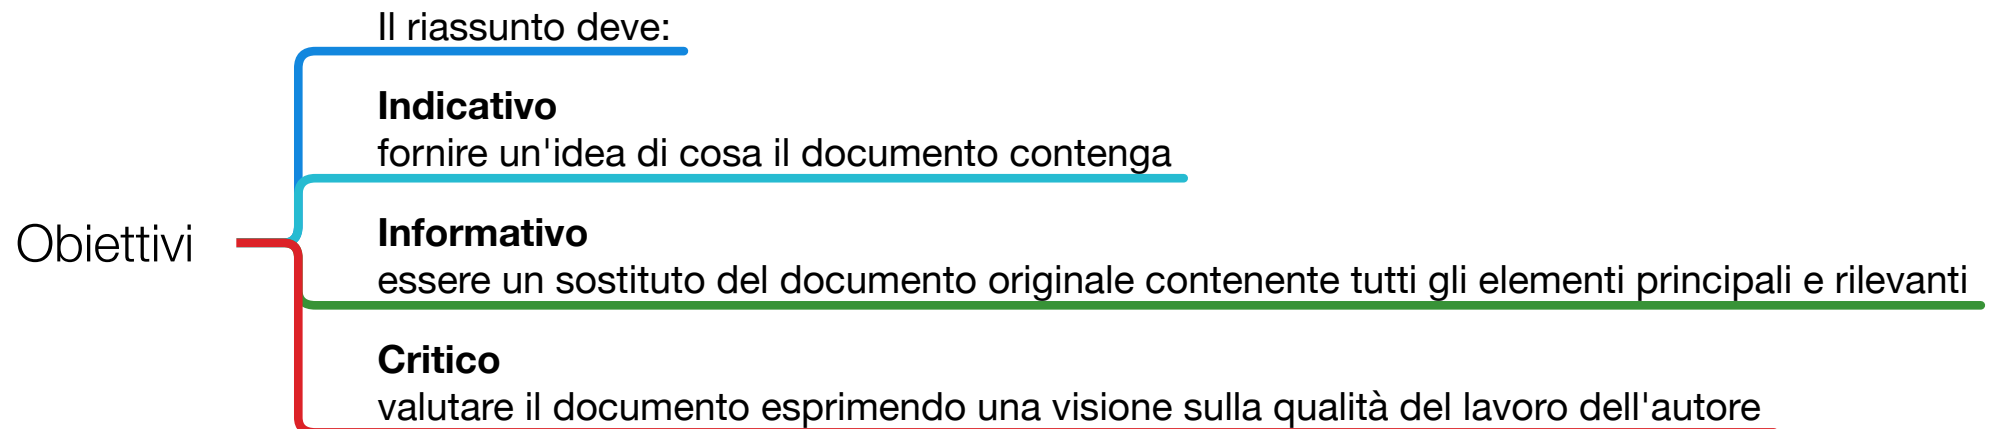 Obiettivi
Il riassunto deve:
Indicativo
fornire un'idea di cosa il documento contenga
Informativo
essere un sostituto del documento originale contenente tutti gli elementi principali e rilevanti
Critico
valutare il documento esprimendo una visione sulla qualità del lavoro dell'autore